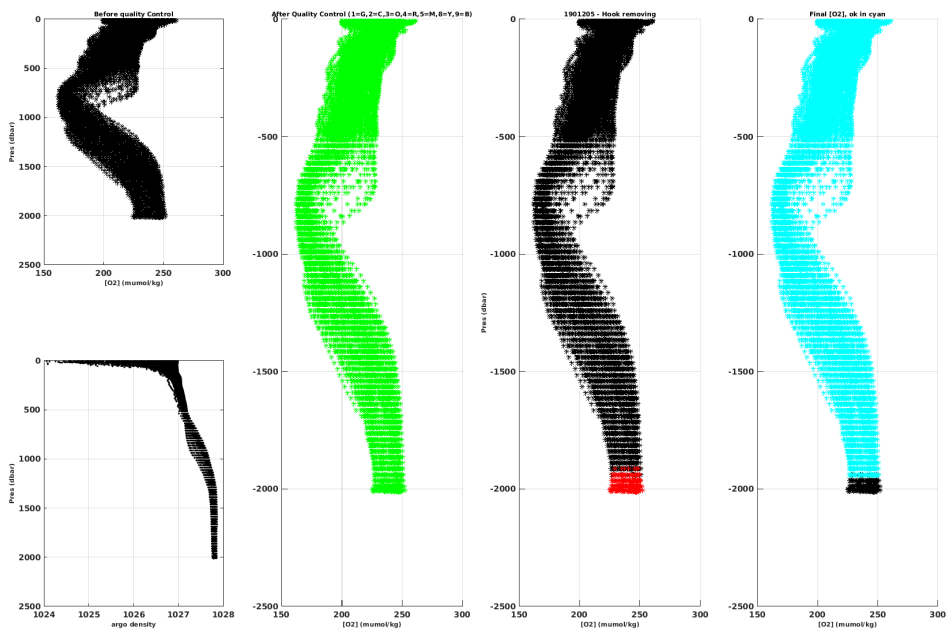 Before quality Control
0
500
1000
1500
2000
2500
150 200 250 300
Pres (dbar)
[O2] (mumol/kg)
0
500
1000
1500
2000
2500
1024 1025 1026 1027 1028
Pres (dbar)
argo density
After Quality Control (1=G,2=C,3=O,4=R,5=M,8=Y,9=B)
0
-500
-1000
-1500
-2000
-2500
150 200 250 300
[O2] (mumol/kg)
1901205 - Hook removing
0
-500
-1000
-1500
-2000
-2500
150 200 250 300
Pres (dbar)
[O2] (mumol/kg)
Final [O2], ok in cyan
0
-500
-1000
-1500
-2000
-2500
150 200 250 300
[O2] (mumol/kg)